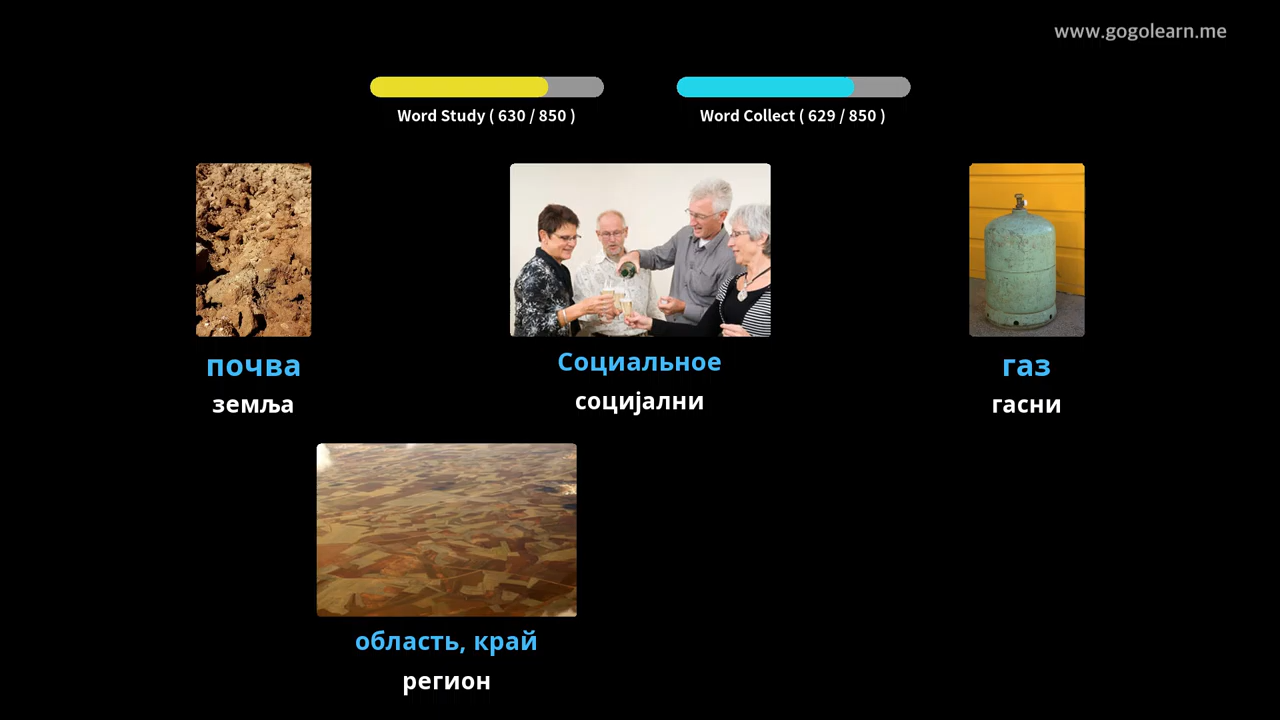 www.gogolearn.me
Word Study ( 630 / 850 )
Word Collect ( 629 / 850 )
почва
земља
Социальное
социјални
газ
гасни
область, край
регион